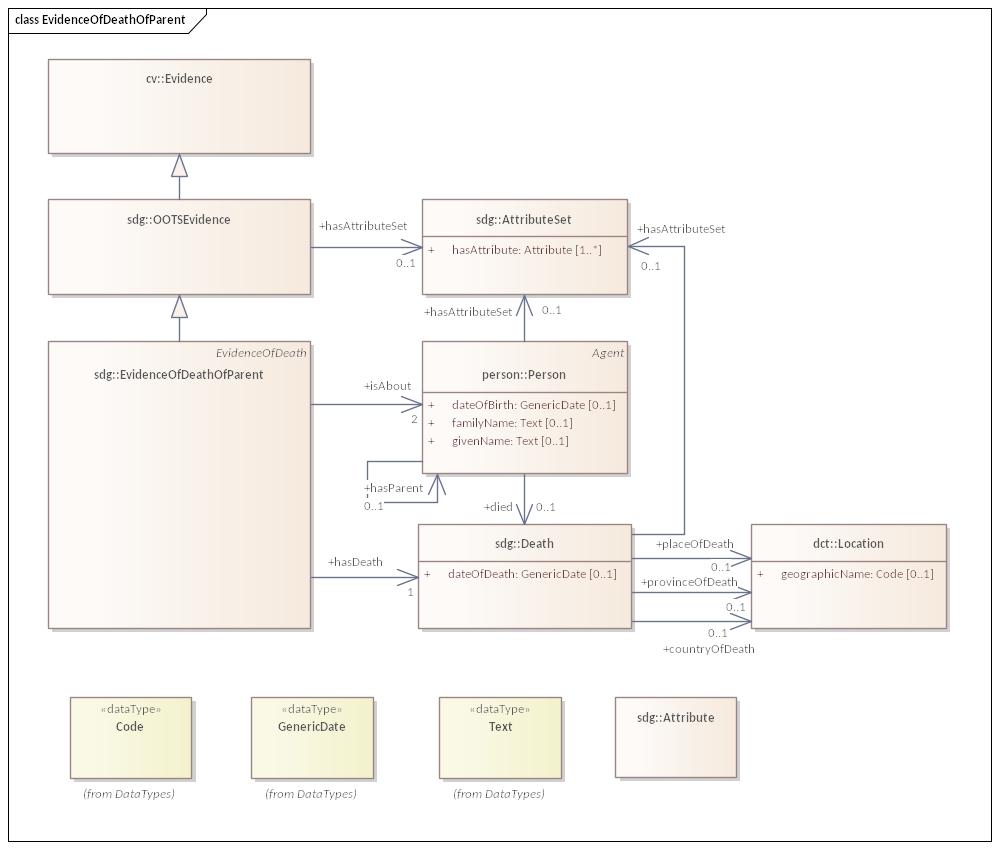 class EvidenceOfDeathOfParent
cv::Evidence
sdg::OOTSEvidence
+hasAttributeSet
0..1
sdg::AttributeSet
+ hasAttribute: Attribute [1..*]
+hasAttributeSet
0..1
+hasAttributeSet
0..1
EvidenceOfDeath
sdg::EvidenceOfDeathOfParent
+isAbout
2
Agent
person::Person
+ dateOfBirth: GenericDate [0..1]
+ familyName: Text [0..1]
+ givenName: Text [0..1]
+hasParent
0..1
+died
0..1
+hasDeath
1
sdg::Death
+ dateOfDeath: GenericDate [0..1]
+placeOfDeath
0..1
+provinceOfDeath
0..1
0..1
+countryOfDeath
dct::Location
+ geographicName: Code [0..1]
«dataType»
Code
(from DataTypes)
«dataType»
GenericDate
(from DataTypes)
«dataType»
Text
(from DataTypes)
sdg::Attribute